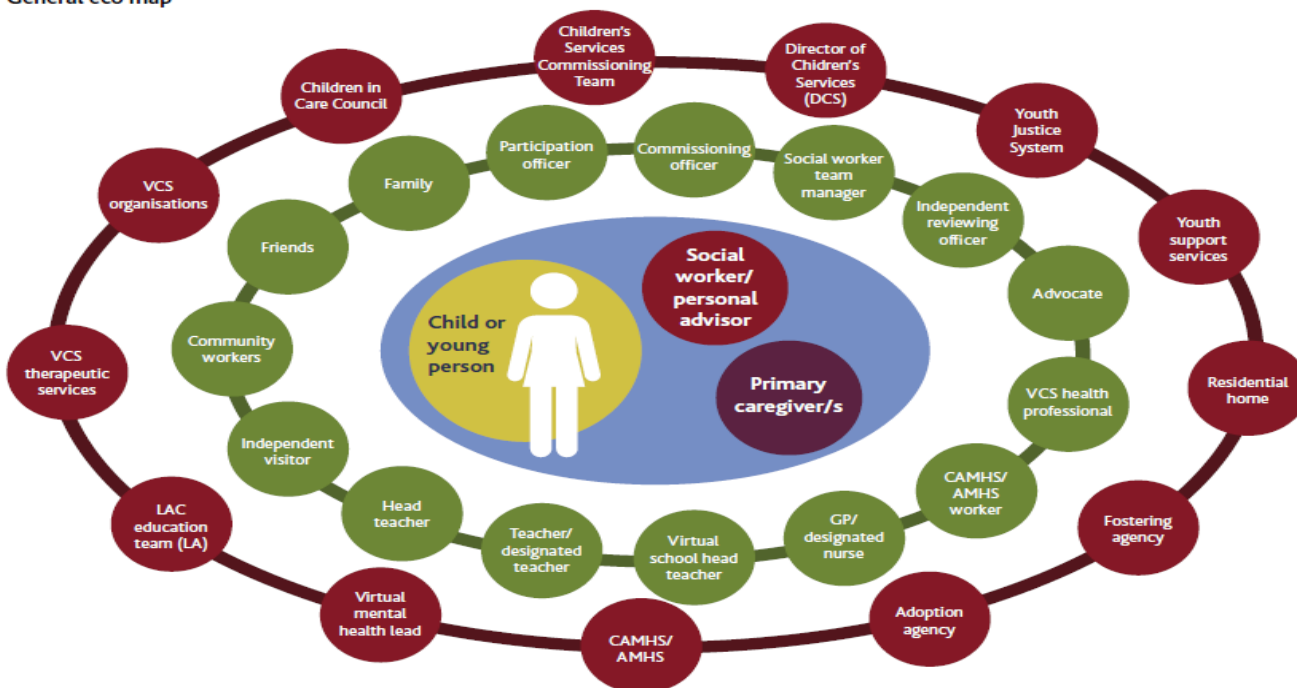 General eco map
Children's
Services
Commissioning
Team
Director of
Chidren's
Services
(DCS)
Youth
Justice
System
Youth
support
services
Residential
home
Fostering
agency
Adoption
agency
CAMHS/
AMHS
Virtual
mental
health lead
LAC
education
team (LA)
VCS
therapeutic
services
VCS
organisations
Children in
Care Council
Participation
officer
Commissioning
officer
Social worker
team
manager
Independent
reviewing
officer
Advocate
VCS health
professional
CAMHS/
AMHS
worker
GP/
designated
nurse
Virtual
school head
teacher
Teacher/
designated
teacher
Head
teacher
Independent
visitor
Community
workers
Friends
Family
Child or
young
person
Social
worker/
personal
advisor
Primary
caregiver/s